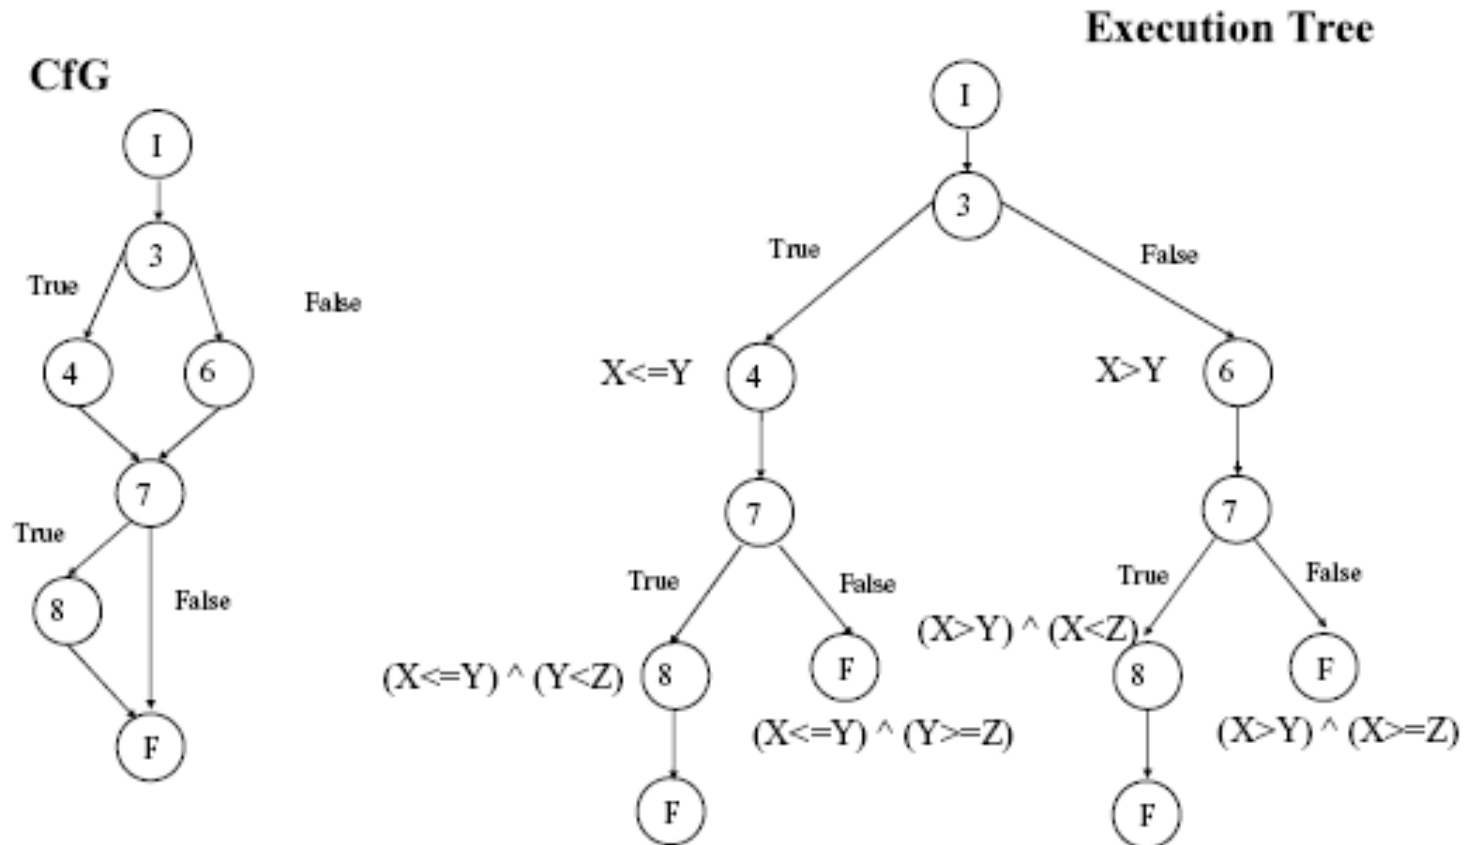 Execution Tree
CfG
I
I
3
3
True
False
True
False
X<=Y
4
X>Y
6
4
6
7
7
7
True
False
True
False
True
False
8
(X<=Y) ^ (Y<Z)
8
F
(X>Y) ^ (X<Z)
8
F
(X<=Y) ^ (Y>=Z)
(X>Y) ^ (X>=Z)
F
F
F